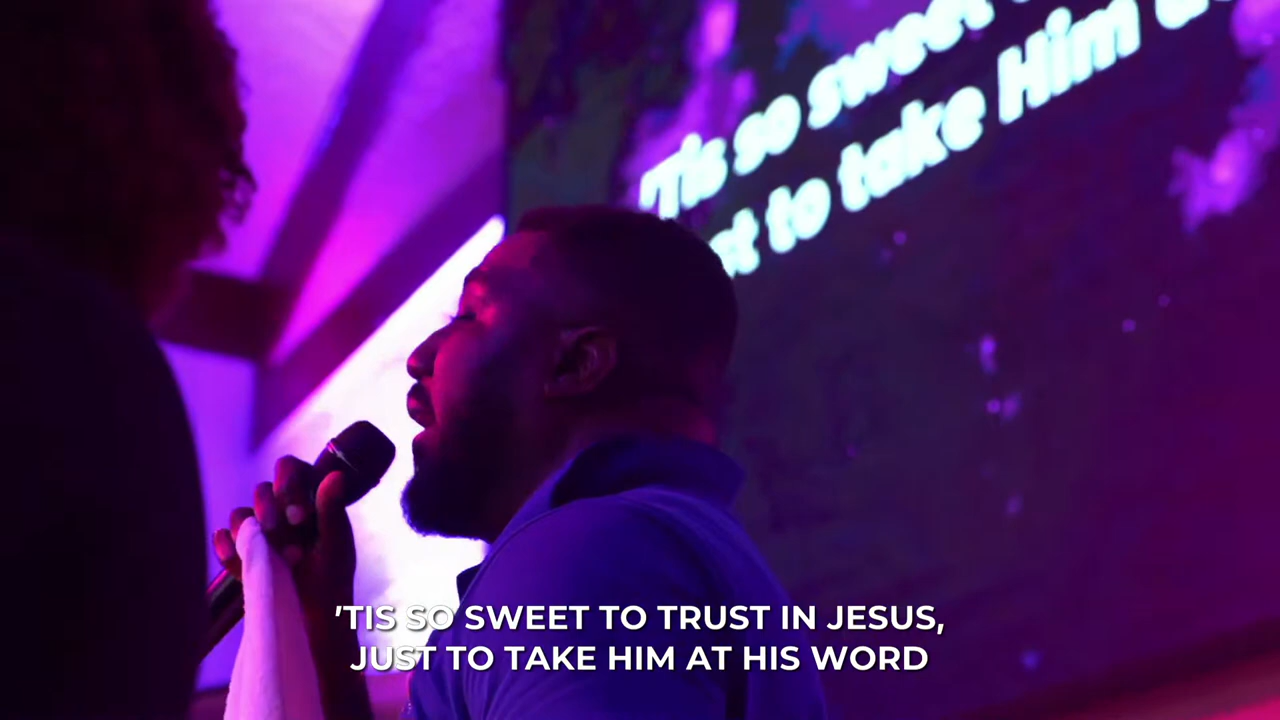 'Tis so sweet
to take Him
'TIS SO SWEET TO TRUST IN JESUS,
JUST TO TAKE HIM AT HIS WORD